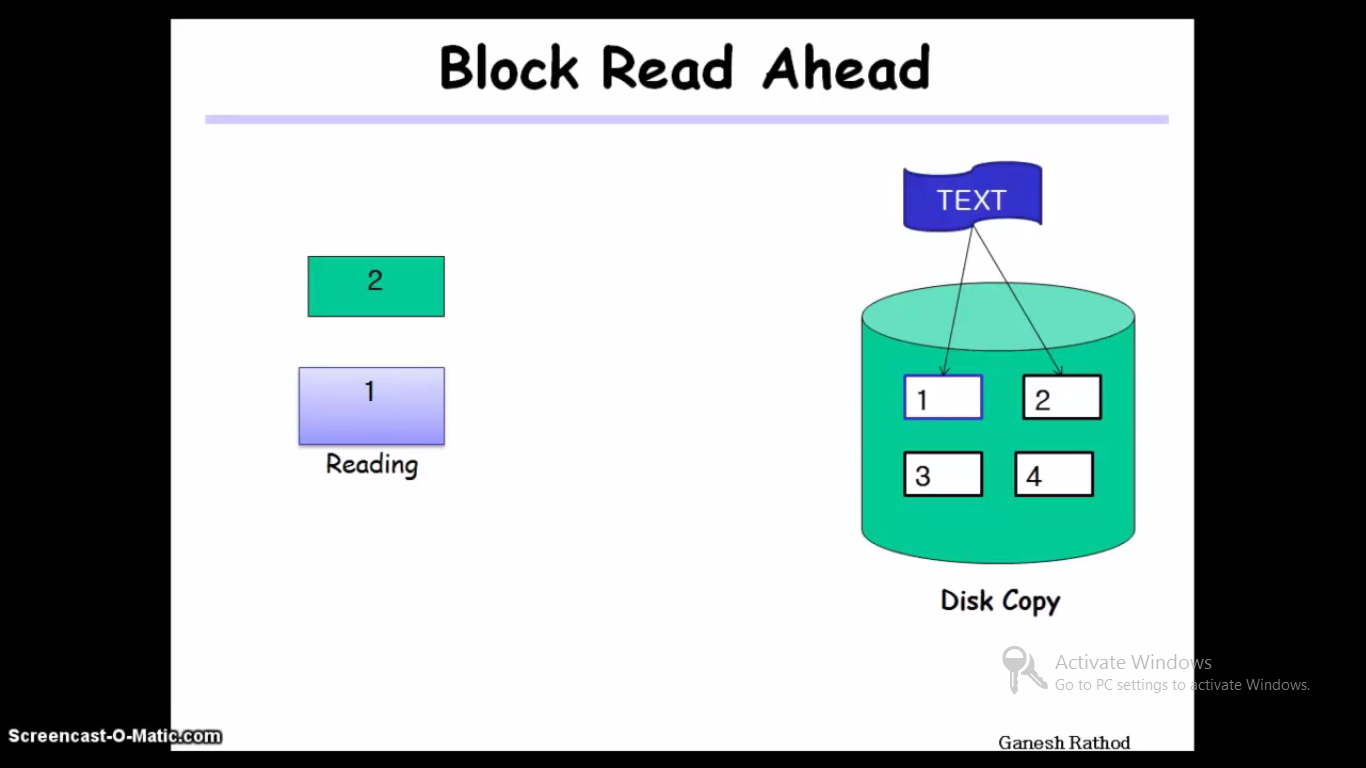 Block Read Ahead
TEXT
2
1
Reading
1 2
3 4
Disk Copy
Activate Windows
Go to PC settings to activate Windows.
Screencast-O-Matic.com
Ganesh Rathod